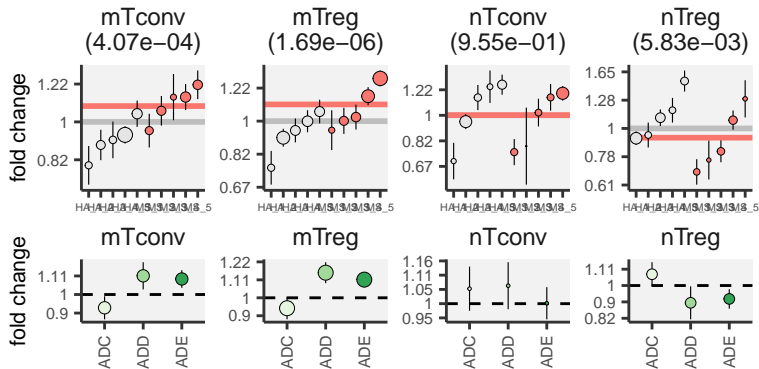 mTconv
(4.07e−04)
mTreg
(1.69e−06)
nTconv
(9.55e−01)
nTreg
(5.83e−03)
fold change
1.22
1
0.82
1.22
1
0.82
0.67
1.22
1
0.82
0.67
1.65
1.28
1
0.78
0.61
mTconv
mTreg
nTconv
nTreg
fold change
1.11
1
0.9
1.22
1.11
1
0.9
1.16
1.11
1.05
1
0.95
1.11
1
0.9
0.82
ADC
ADD
ADE
ADC
ADD
ADE
ADC
ADD
ADE
ADC
ADD
ADE